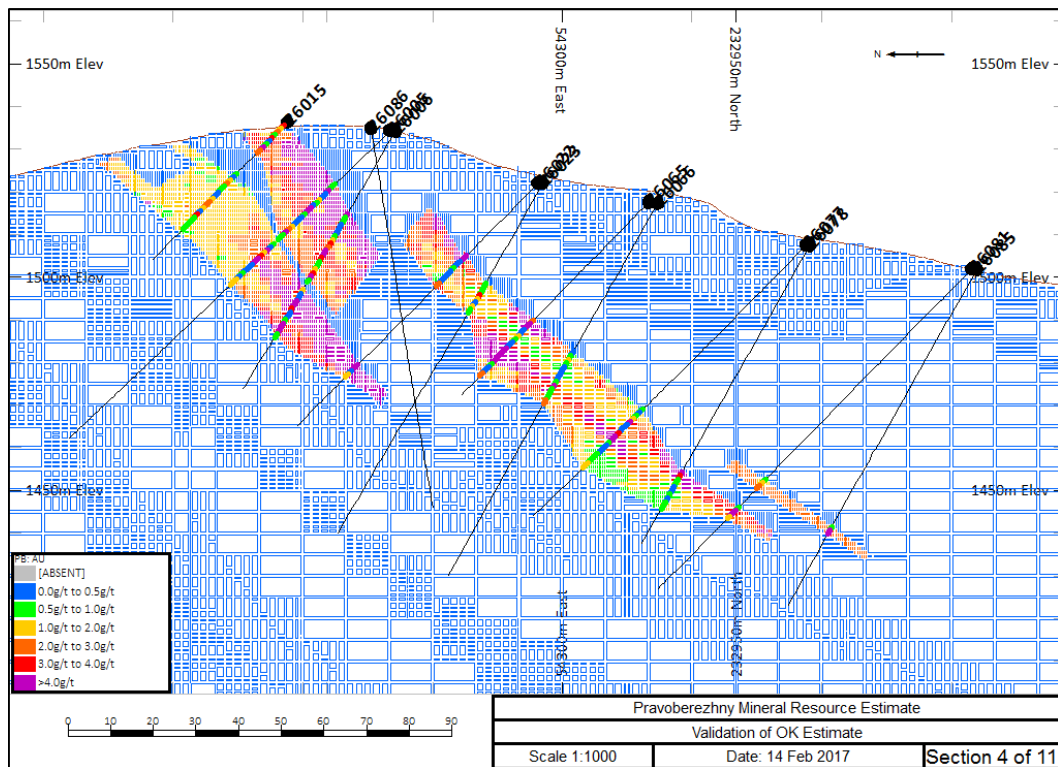 1550m Elev
54300m East
232950m North
N
1550m Elev
16015
1500m Elev
1500m Elev
1450m Elev
1450m Elev
54300m East
232950m North
PB: AU
[ABSENT]
0.0g/t to 0.5g/t
0.5g/t to 1.0g/t
1.0g/t to 2.0g/t
2.0g/t to 3.0g/t
3.0g/t to 4.0g/t
>4.0g/t
0 10 20 30 40 50 60 70 80 90
Pravoberezhny Mineral Resource Estimate
Validation of OK Estimate
Scale 1:1000
Date: 14 Feb 2017
Section 4 of 11